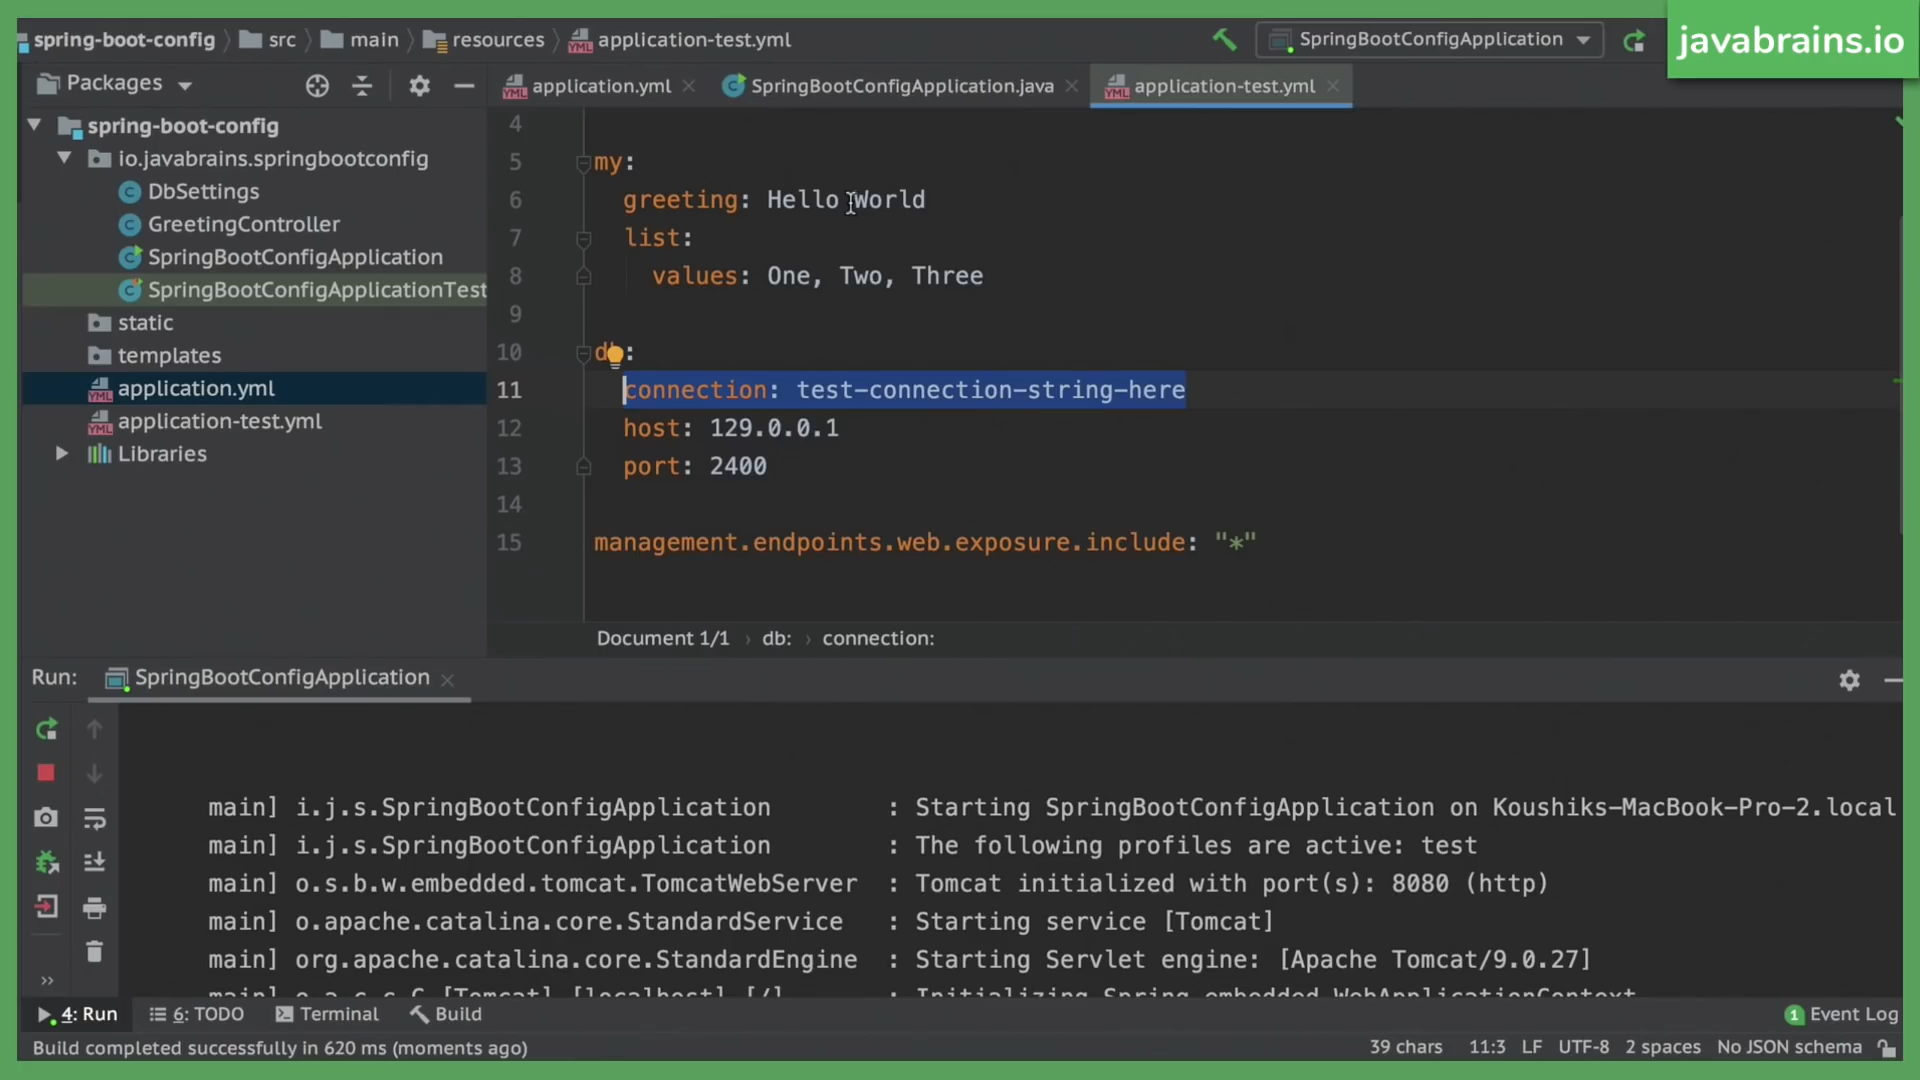 spring-boot-config src main resources application-test.yml SpringBootConfigApplication javabrains.io
Packages application.yml SpringBootConfigApplication.java application-test.yml
spring-boot-config
io.javabrains.springbootconfig
DbSettings
GreetingController
SpringBootConfigApplication
SpringBootConfigApplicationTest
static
templates
application.yml
application-test.yml
Libraries
4
5 my:
6 greeting: Hello World
7 list:
8 values: One, Two, Three
9
10 :
11 connection: test-connection-string-here
12 host: 129.0.0.1
13 port: 2400
14
15 management.endpoints.web.exposure.include: "*"
Document 1/1 › db: › connection:
Run: SpringBootConfigApplication
main] i.j.s.SpringBootConfigApplication : Starting SpringBootConfigApplication on Koushiks-MacBook-Pro-2.local
main] i.j.s.SpringBootConfigApplication : The following profiles are active: test
main] o.s.b.w.embedded.tomcat.TomcatWebServer : Tomcat initialized with port(s): 8080 (http)
main] o.apache.catalina.core.StandardService : Starting service [Tomcat]
main] org.apache.catalina.core.StandardEngine : Starting Servlet engine: [Apache Tomcat/9.0.27]
main] o.a.c.c.C.[Tomcat].[localhost].[/] : Initializing Spring embedded WebApplicationContext
4: Run 6: TODO Terminal Build 1 Event Log
Build completed successfully in 620 ms (moments ago) 39 chars 11:3 LF UTF-8 2 spaces No JSON schema